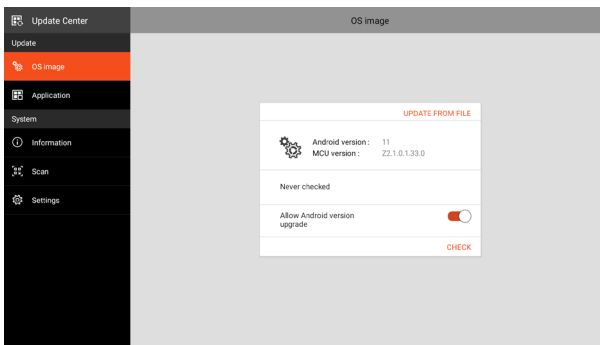 Update Center
OS image
Update
OS image
Application
System
Information
Scan
Settings
UPDATE FROM FILE
Android version : 11
MCU version : Z2.1.0.1.33.0
Never checked
Allow Android version
upgrade
CHECK